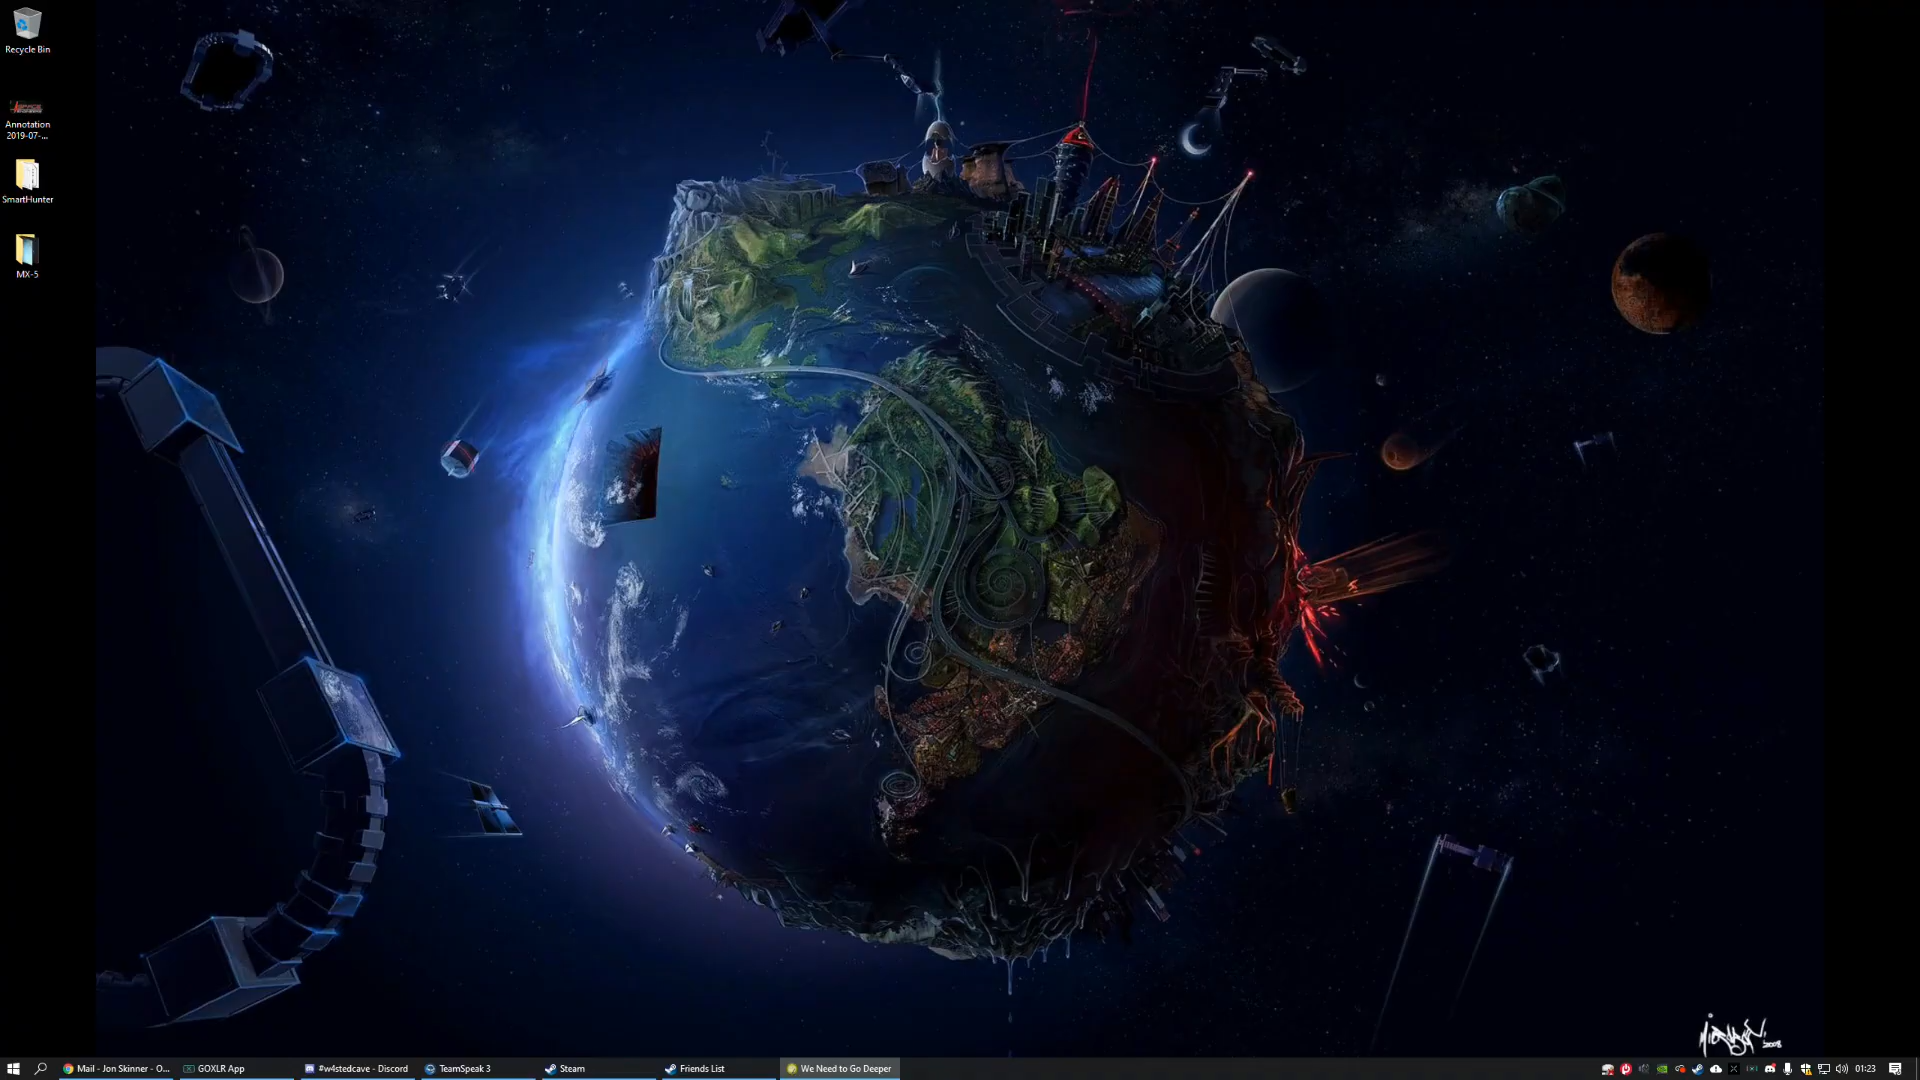 Recycle Bin
Annotation
2019-07-...
SmartHunter
MX-5
2008
Mail - Jon Skinner - O...
GOXLR App
#w4stedcave - Discord
TeamSpeak 3
Steam
Friends List
We Need to Go Deeper
01:23